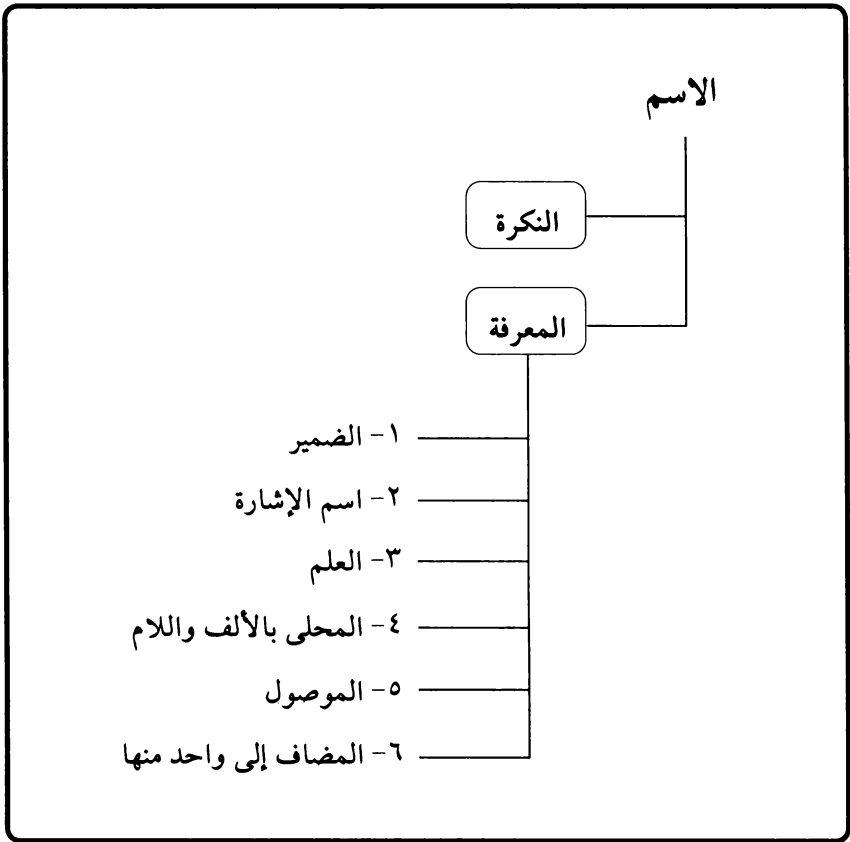 الاسم
النكرة
المعرفة
١- الضمير
٢- اسم الإشارة
٣- العلم
٤- المحلى بالألف واللام
٥- الموصول
٦- المضاف إلى واحد منها